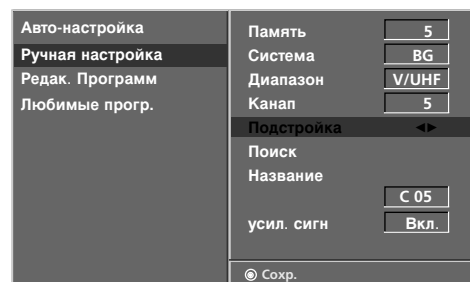 Авто-настройка
Ручная настройка
Редак. Программ
Любимые прогр.
Память 5
Система BG
Диапазон V/UHF
Канап 5
Подстройка ◀▶
Поиск
Название
C 05
усил. сигн Вкл.
Сохр.